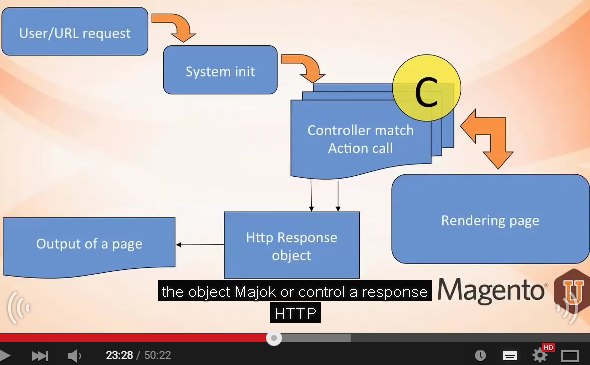 User/URL request
System init
C
Controller match
Action call
Rendering page
Http Response
object
Output of a page
the object Majok or control a response
HTTP
Magento
U
23:28 / 50:22
HD